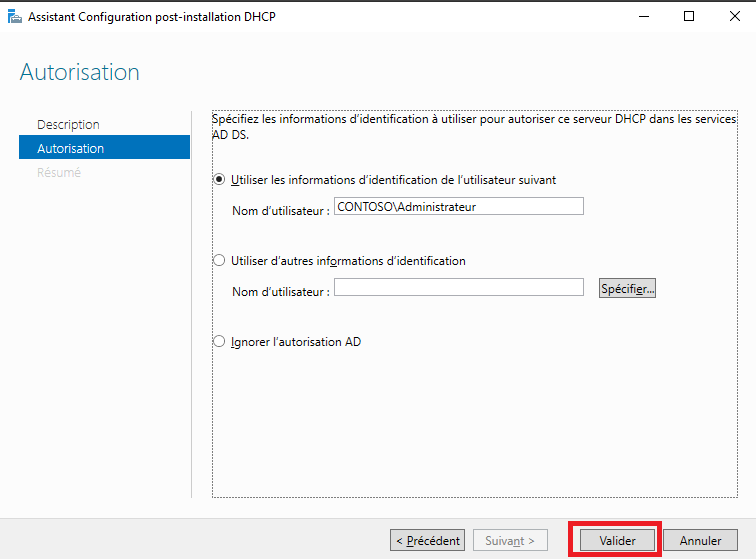 Assistant Configuration post-installation DHCP
Autorisation
Description
Autorisation
Résumé
Spécifiez les informations d'identification à utiliser pour autoriser ce serveur DHCP dans les services
AD DS.
Utiliser les informations d'identification de l'utilisateur suivant
Nom d'utilisateur : CONTOSO\Administrateur
Utiliser d'autres informations d'identification
Nom d'utilisateur : Spécifier...
Ignorer l'autorisation AD
< Précédent Suivant > Valider Annuler